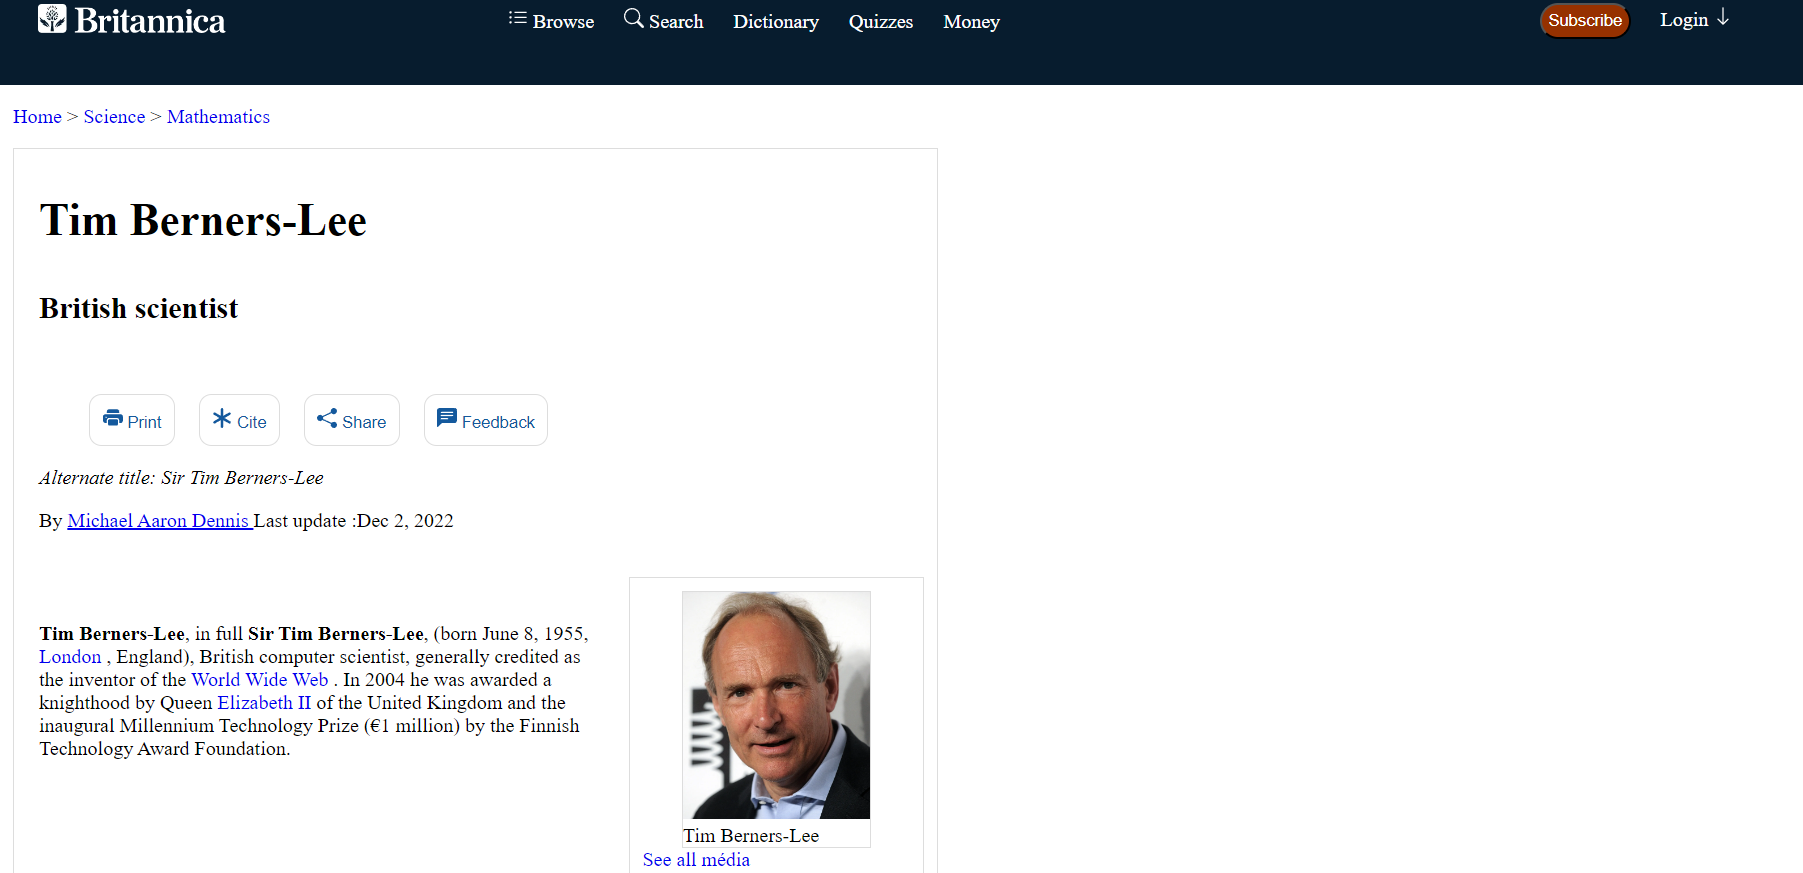 Britannica Browse Search Dictionary Quizzes Money Subscribe Login
Home > Science > Mathematics
Tim Berners-Lee
British scientist
Print Cite Share Feedback
Alternate title: Sir Tim Berners-Lee
By Michael Aaron Dennis Last update :Dec 2, 2022
Tim Berners-Lee, in full Sir Tim Berners-Lee, (born June 8, 1955,
London , England), British computer scientist, generally credited as
the inventor of the World Wide Web . In 2004 he was awarded a
knighthood by Queen Elizabeth II of the United Kingdom and the
inaugural Millennium Technology Prize (€1 million) by the Finnish
Technology Award Foundation.
Tim Berners-Lee
See all média